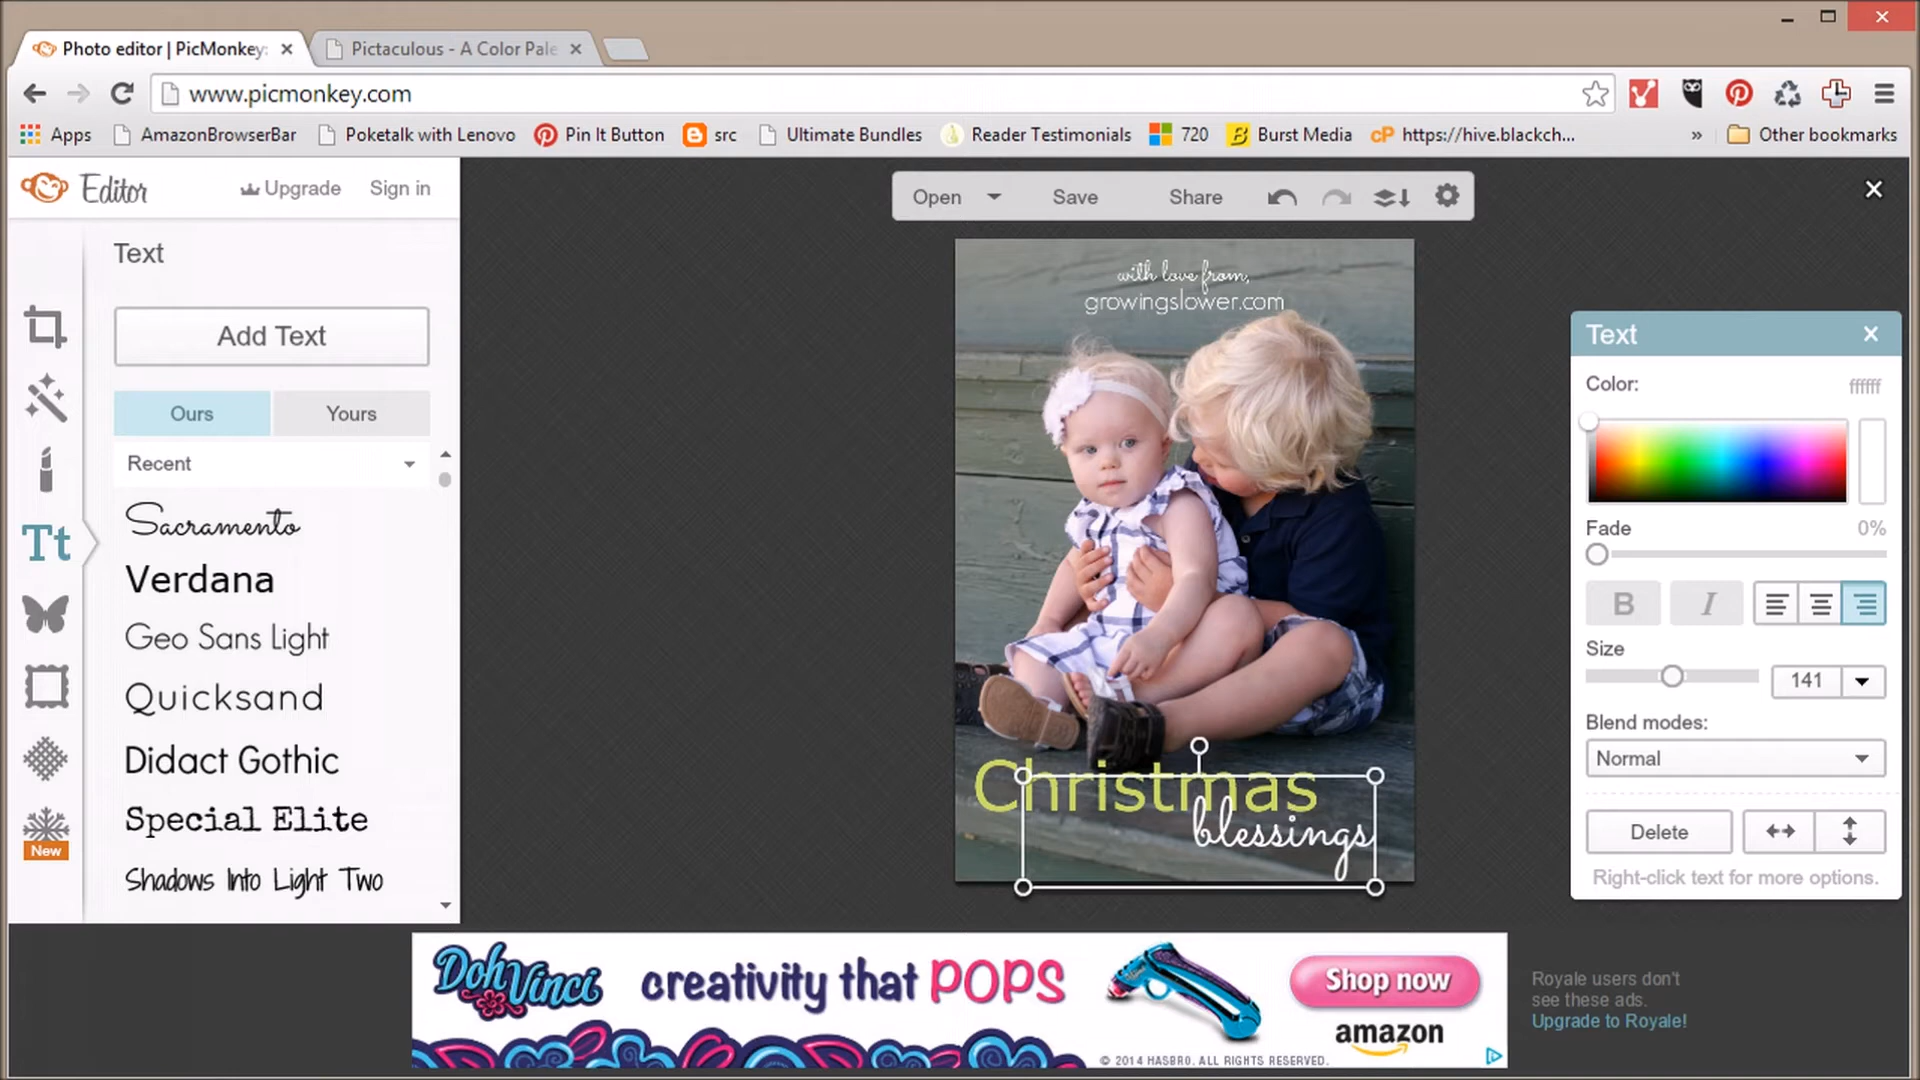 Photo editor | PicMonkey:
Pictaculous - A Color Pale
www.picmonkey.com
Apps
AmazonBrowserBar
Poketalk with Lenovo
Pin It Button
src
Ultimate Bundles
Reader Testimonials
720
Burst Media
cP
https://hive.blackch...
»
Other bookmarks
Editor
Upgrade
Sign in
Open
Save
Share
Text
Add Text
Ours
Yours
Recent
Sacramento
Verdana
Geo Sans Light
Quicksand
Didact Gothic
Special Elite
Shadows Into Light Two
Tt
New
with love from,
growingslower.com
Christmas
blessings
Text
Color:
ffffff
Fade
0%
B
I
Size
141
Blend modes:
Normal
Delete
Right-click text for more options.
DohVinci
creativity that POPS
Shop now
amazon
© 2014 HASBRO. ALL RIGHTS RESERVED.
Royale users don't
see these ads.
Upgrade to Royale!